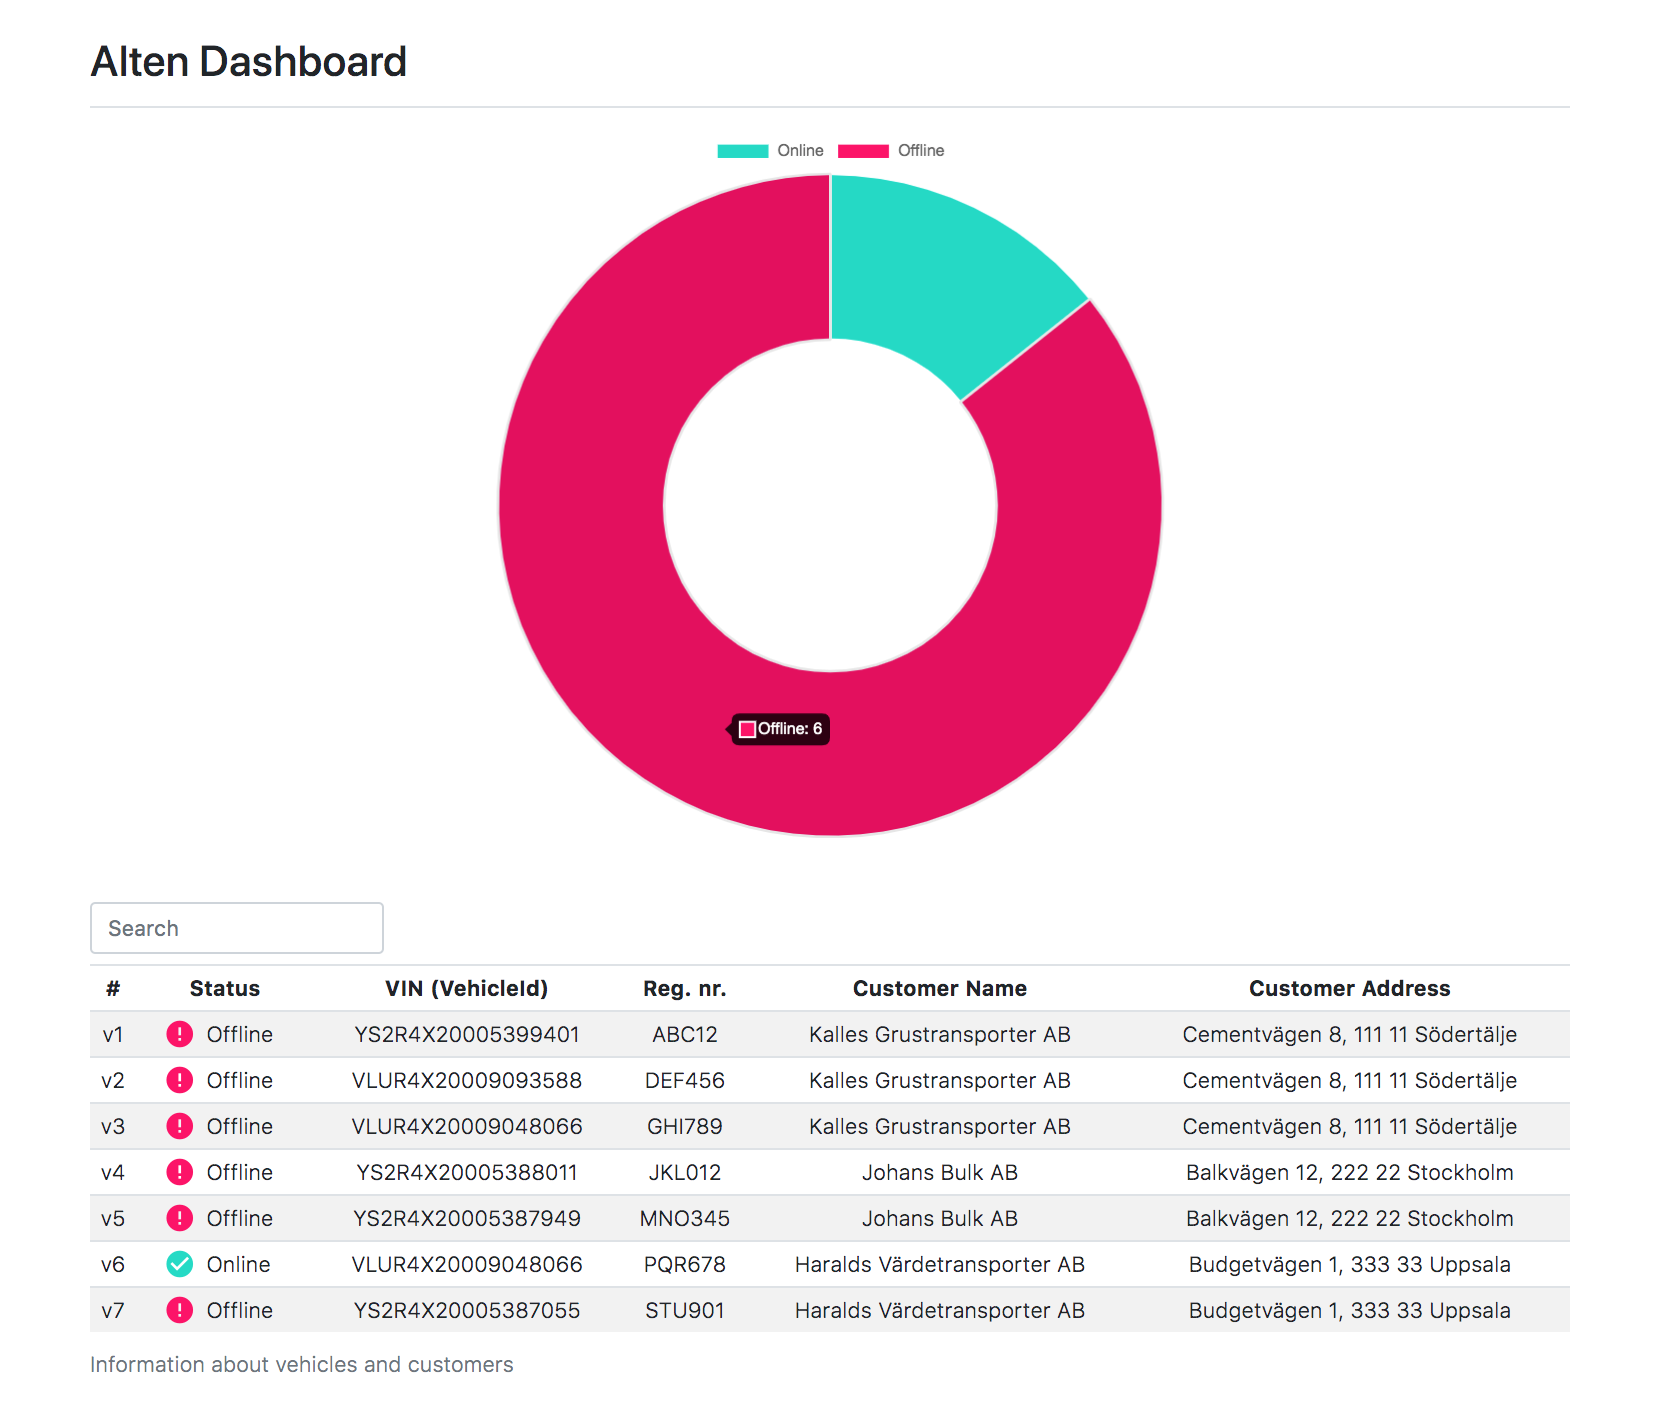 Alten Dashboard
Online Offline
Offline: 6
Search
# Status VIN (VehicleId) Reg. nr. Customer Name Customer Address
v1 Offline YS2R4X20005399401 ABC12 Kalles Grustransporter AB Cementvägen 8, 111 11 Södertälje
v2 Offline VLUR4X20009093588 DEF456 Kalles Grustransporter AB Cementvägen 8, 111 11 Södertälje
v3 Offline VLUR4X20009048066 GHI789 Kalles Grustransporter AB Cementvägen 8, 111 11 Södertälje
v4 Offline YS2R4X20005388011 JKL012 Johans Bulk AB Balkvägen 12, 222 22 Stockholm
v5 Offline YS2R4X20005387949 MNO345 Johans Bulk AB Balkvägen 12, 222 22 Stockholm
v6 Online VLUR4X20009048066 PQR678 Haralds Värdetransporter AB Budgetvägen 1, 333 33 Uppsala
v7 Offline YS2R4X20005387055 STU901 Haralds Värdetransporter AB Budgetvägen 1, 333 33 Uppsala
Information about vehicles and customers